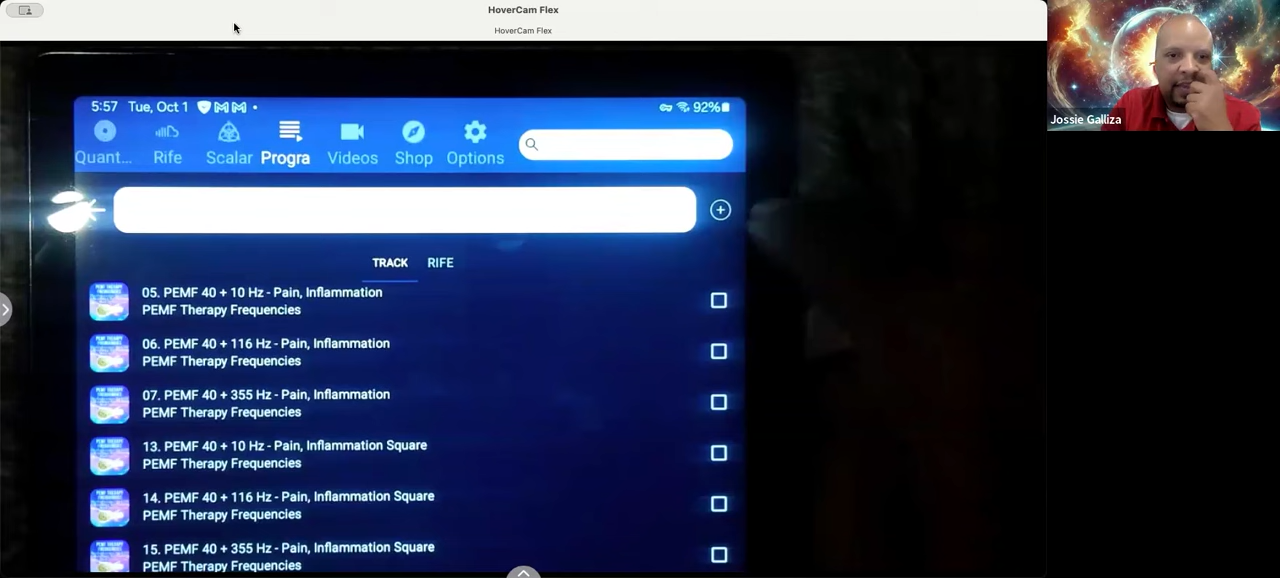 HoverCam Flex
HoverCam Flex
Jossie Galliza
5:57 Tue, Oct 1 92%
Quant... Rife Scalar Progra Videos Shop Options
TRACK RIFE
05. PEMF 40 + 10 Hz - Pain, Inflammation
PEMF Therapy Frequencies
06. PEMF 40 + 116 Hz - Pain, Inflammation
PEMF Therapy Frequencies
07. PEMF 40 + 355 Hz - Pain, Inflammation
PEMF Therapy Frequencies
13. PEMF 40 + 10 Hz - Pain, Inflammation Square
PEMF Therapy Frequencies
14. PEMF 40 + 116 Hz - Pain, Inflammation Square
PEMF Therapy Frequencies
15. PEMF 40 + 355 Hz - Pain, Inflammation Square
PEMF Therapy Frequencies